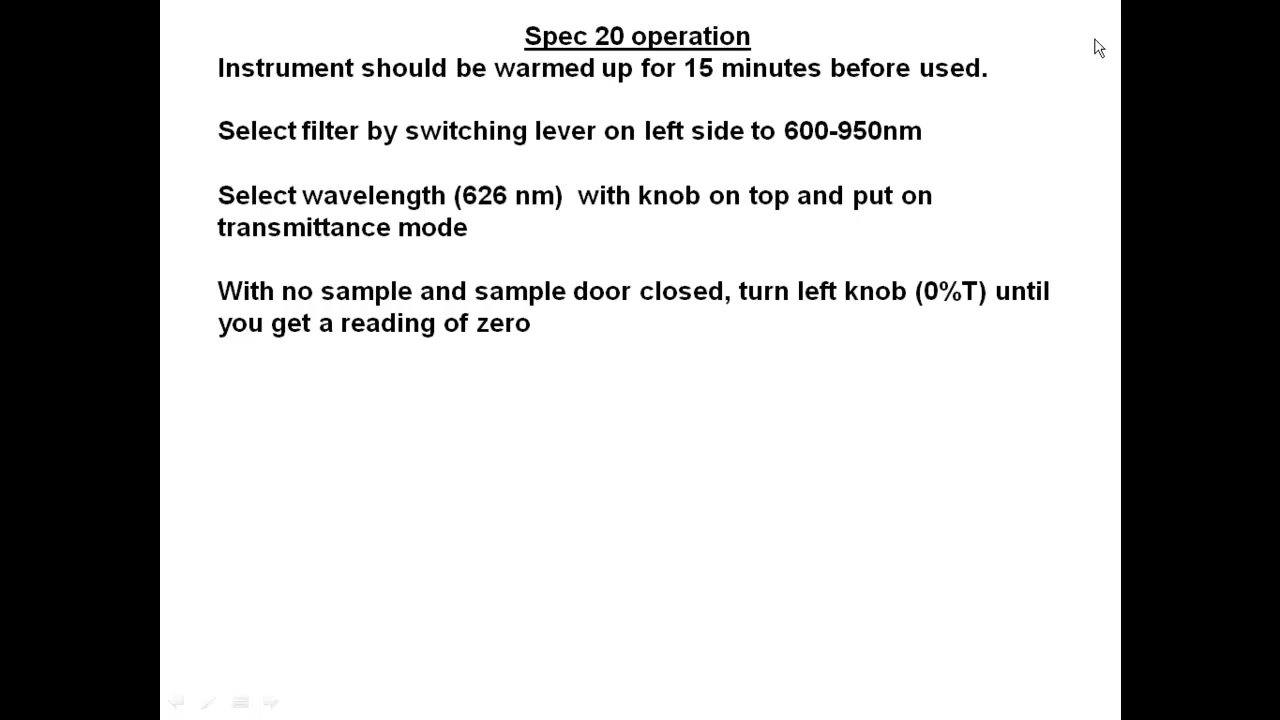 Spec 20 operation
Instrument should be warmed up for 15 minutes before used.
Select filter by switching lever on left side to 600-950nm
Select wavelength (626 nm)  with knob on top and put on
transmittance mode
With no sample and sample door closed, turn left knob (0%T) until
you get a reading of zero